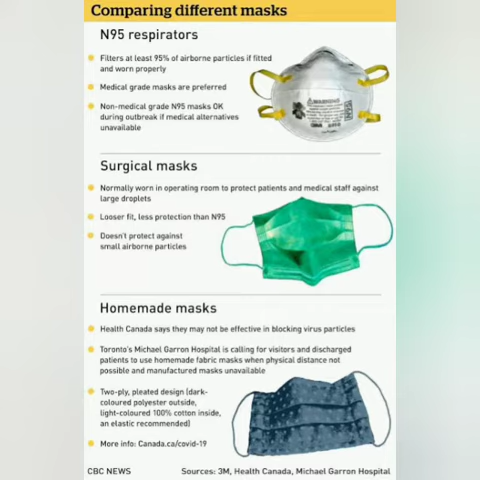 Comparing different masks
N95 respirators
Filters at least 95% of airborne particles if fitted
and worn properly
Medical grade masks are preferred
Non-medical grade N95 masks OK
during outbreak if medical alternatives
unavailable
WARNING
3M
N95
Surgical masks
Normally worn in operating room to protect patients and medical staff against
large droplets
Looser fit, less protection than N95
Doesn't protect against
small airborne particles
Homemade masks
Health Canada says they may not be effective in blocking virus particles
Toronto's Michael Garron Hospital is calling for visitors and discharged
patients to use homemade fabric masks when physical distance not
possible and manufactured masks unavailable
Two-ply, pleated design (dark-
coloured polyester outside,
light-coloured 100% cotton inside,
an elastic recommended)
More info: Canada.ca/covid-19
CBC NEWS
Sources: 3M, Health Canada, Michael Garron Hospital